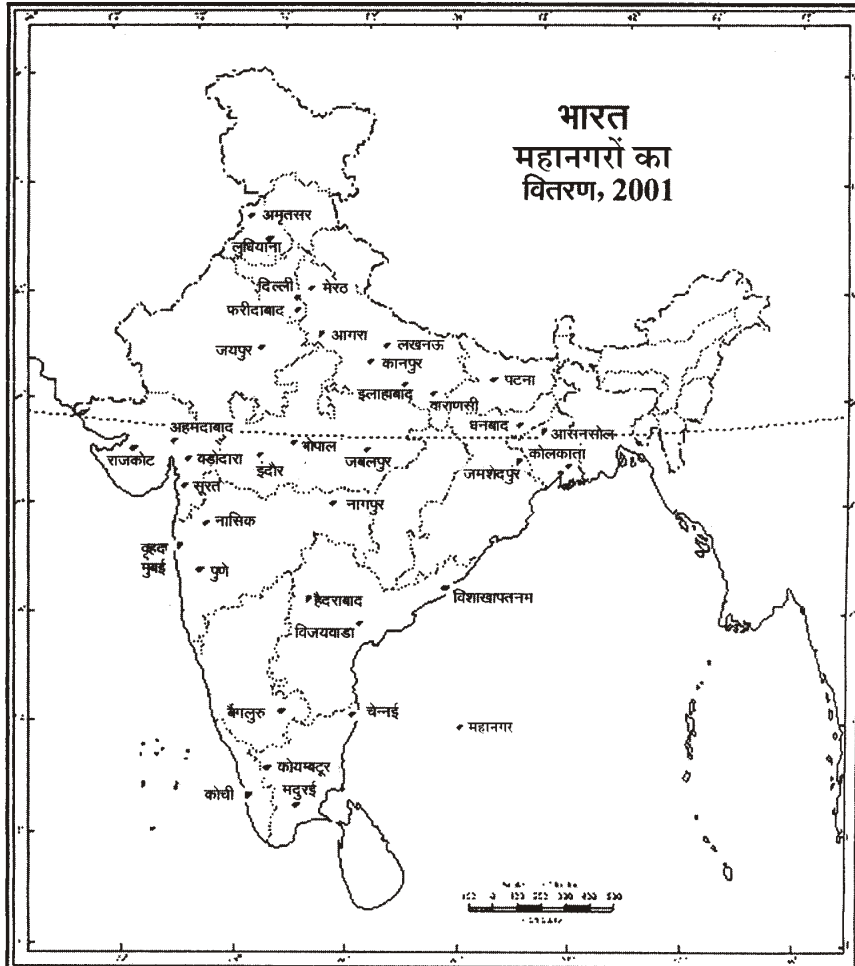 भारत
महानगरों का
वितरण, 2001
अमृतसर
लुधियाना
दिल्ली
मेरठ
फरीदाबाद
आगरा
लखनऊ
जयपुर
कानपुर
इलाहाबाद
पटना
वाराणसी
अहमदाबाद
धनबाद
आसनसोल
राजकोट
वड़ोदारा
इंदौर
भोपाल
जबलपुर
कोलकाता
जमशेदपुर
सूरत
नागपुर
नासिक
वृहद
मुंबई
पुणे
हैदराबाद
विशाखापतनम
विजयवाडा
बैंगलुरु
चेन्नई
महानगर
कोयम्बटूर
कोची
मदुरई